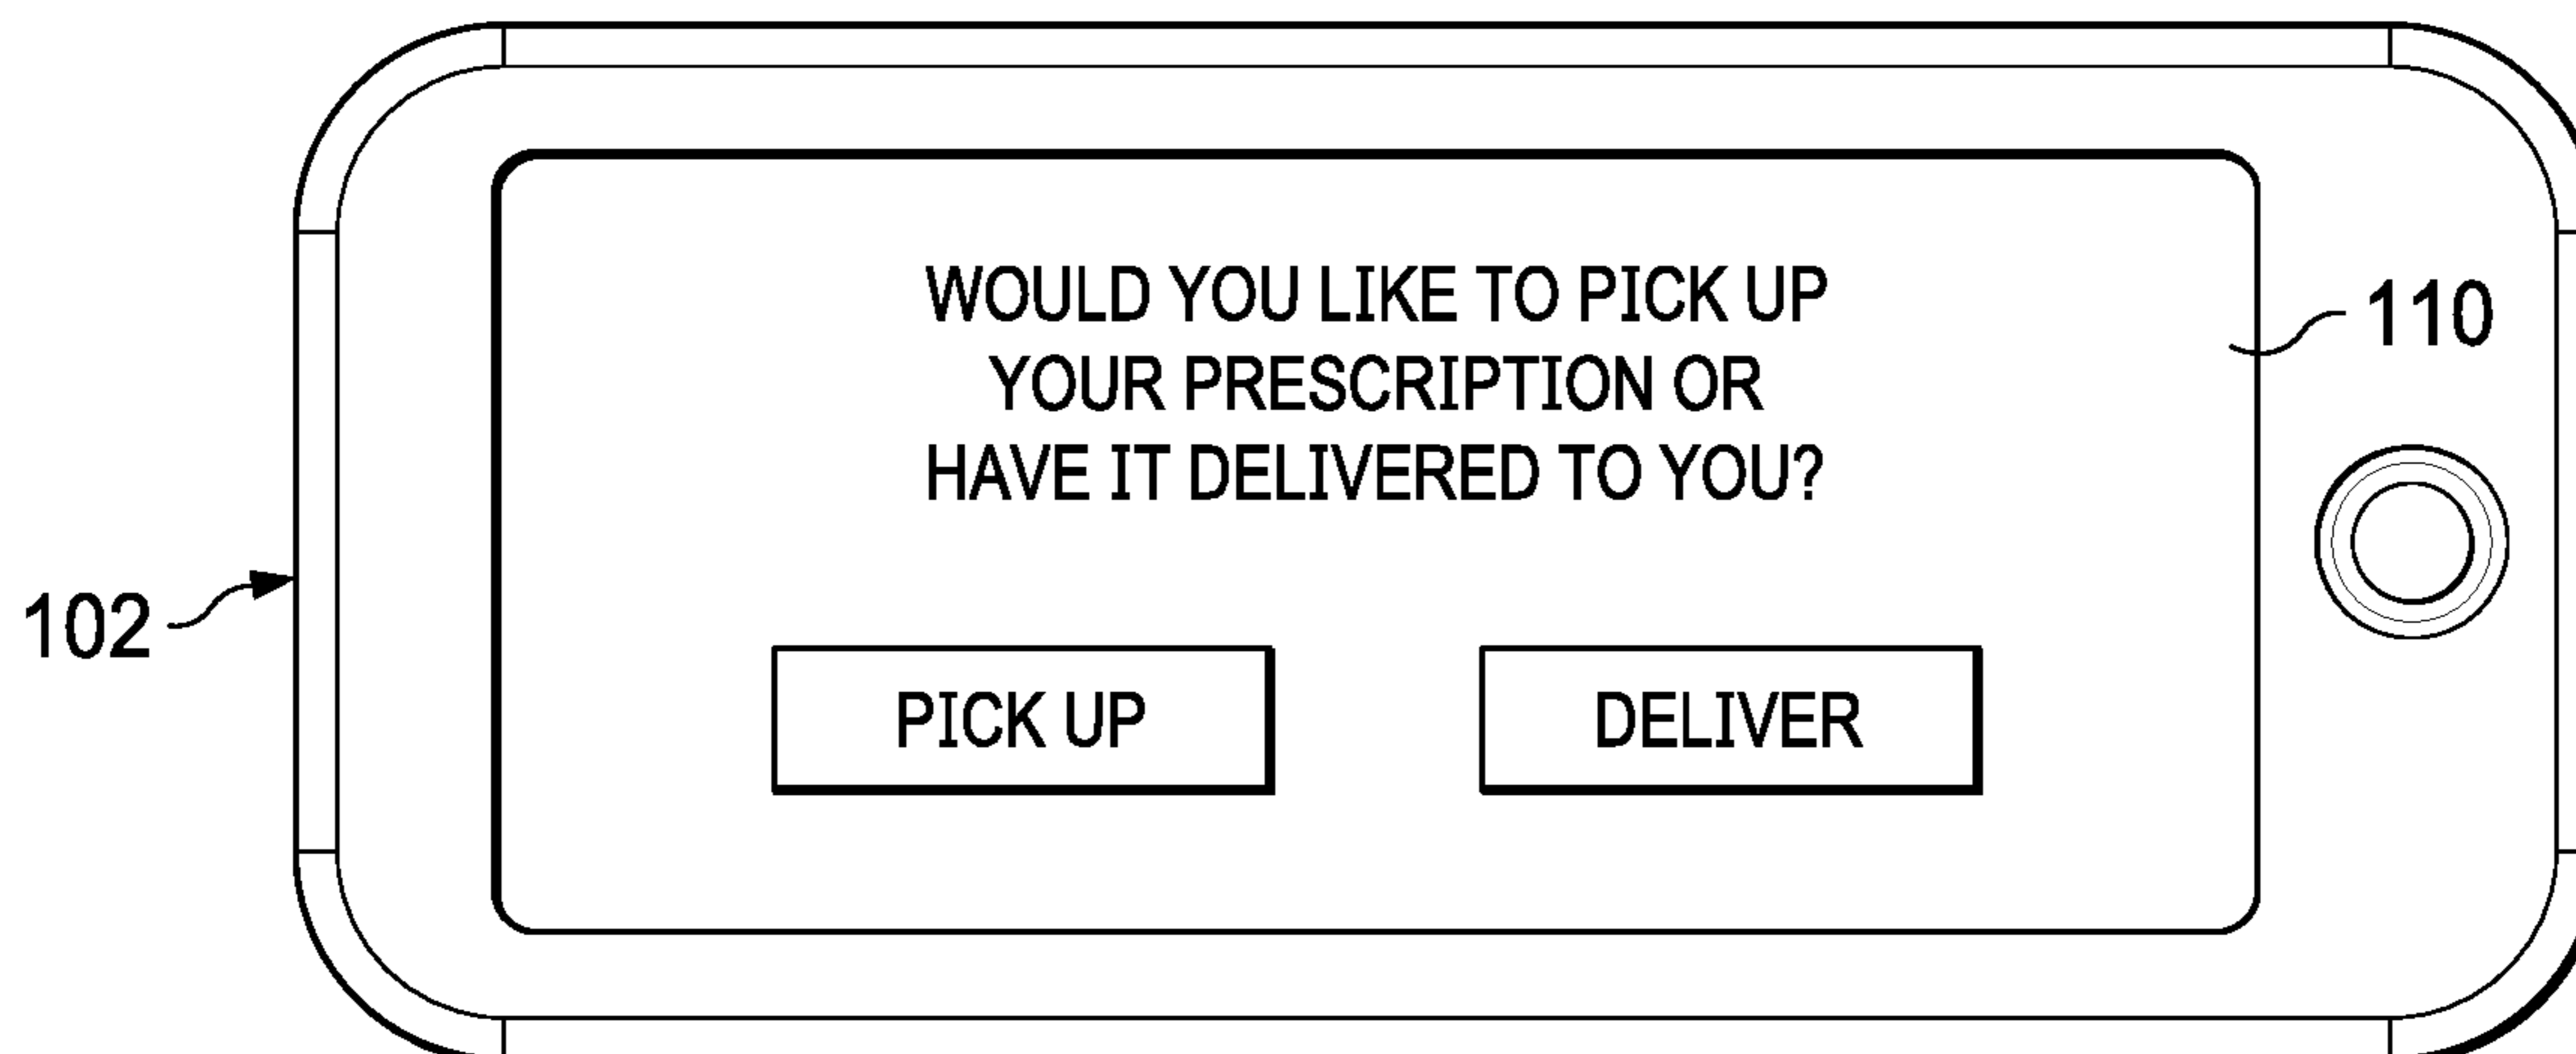 WOULD YOU LIKE TO PICK UP
YOUR PRESCRIPTION OR
HAVE IT DELIVERED TO YOU?
110
102
PICK UP
DELIVER